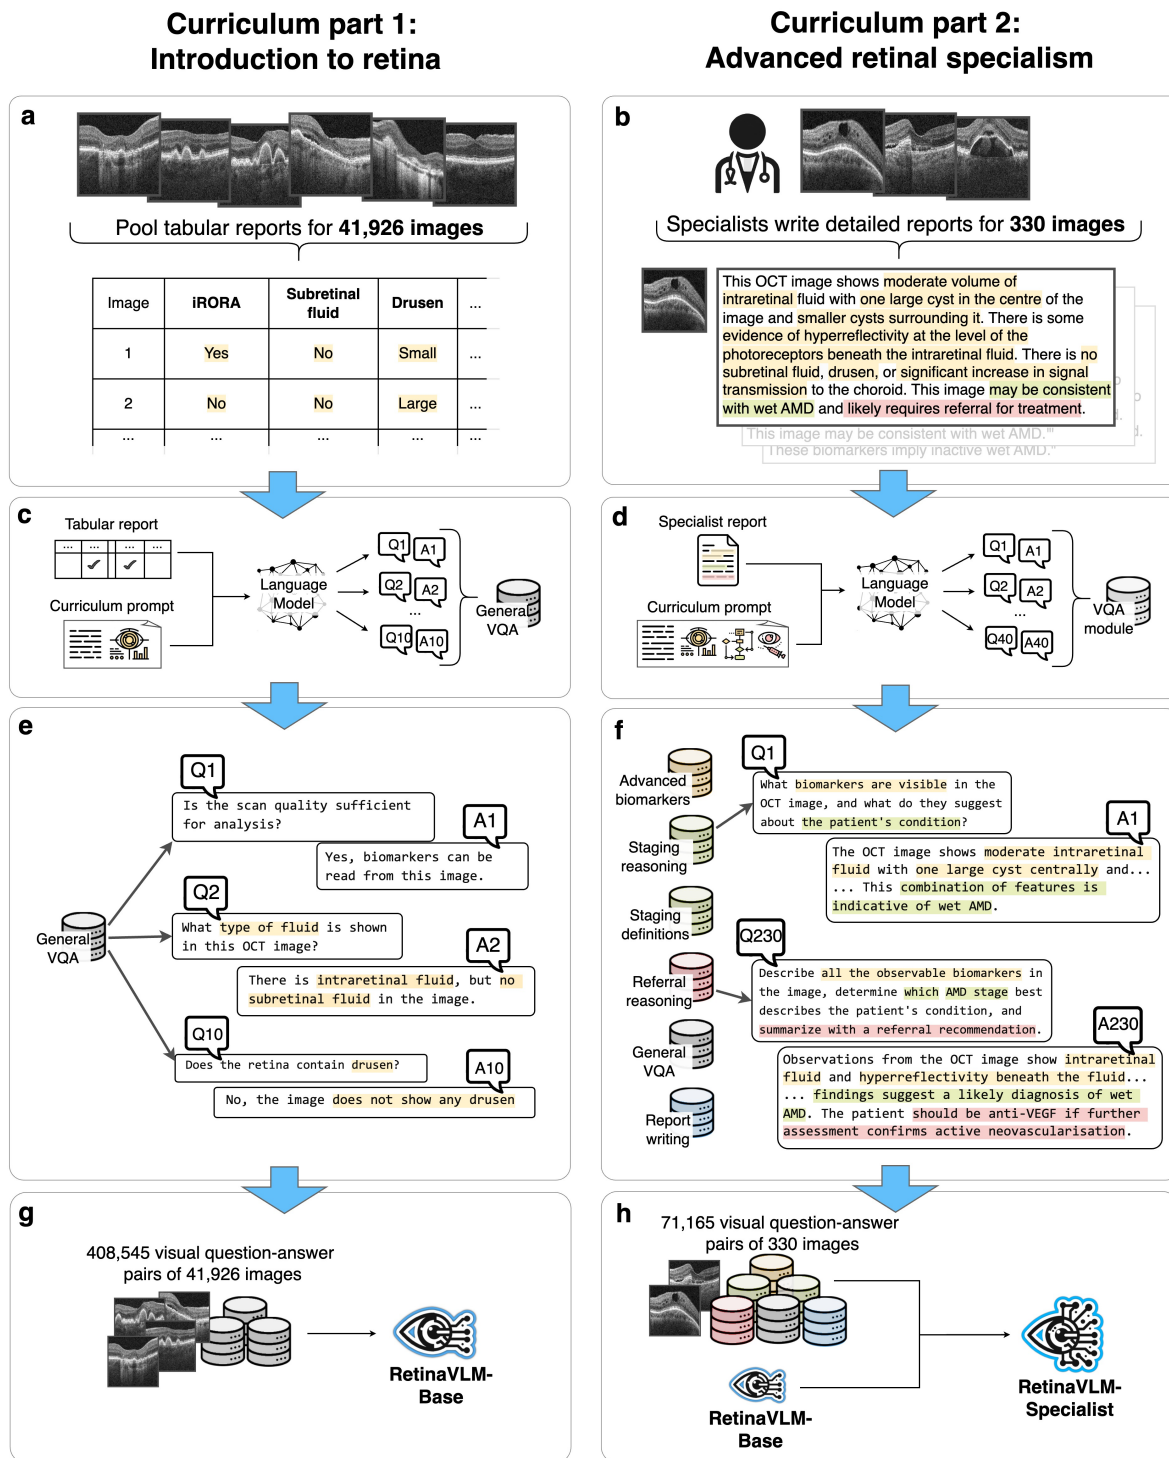 Curriculum part 1:
Introduction to retina
Curriculum part 2:
Advanced retinal specialism
a
Pool tabular reports for 41,926 images
Image iRORA Subretinal fluid Drusen ...
1 Yes No Small ...
2 No No Large ...
... ... ...
b
Specialists write detailed reports for 330 images
This OCT image shows moderate volume of
intraretinal fluid with one large cyst in the centre of the
image and smaller cysts surrounding it. There is some
evidence of hyperreflectivity at the level of the
photoreceptors beneath the intraretinal fluid. There is no
subretinal fluid, drusen, or significant increase in signal
transmission to the choroid. This image may be consistent
with wet AMD and likely requires referral for treatment.
This image may be consistent with wet AMD."
These biomarkers imply inactive wet AMD."
c
Tabular report
... ... ... ...
Curriculum prompt
Language
Model
Q1 A1
Q2 A2
...
Q10 A10
General
VQA
d
Specialist report
Curriculum prompt
Language
Model
Q1 A1
Q2 A2
...
Q40 A40
VQA
module
e
General
VQA
Q1
Is the scan quality sufficient
for analysis?
A1
Yes, biomarkers can be
read from this image.
Q2
What type of fluid is shown
in this OCT image?
A2
There is intraretinal fluid, but no
subretinal fluid in the image.
Q10
Does the retina contain drusen?
A10
No, the image does not show any drusen
f
Advanced
biomarkers
Staging
reasoning
Staging
definitions
Referral
reasoning
General
VQA
Report
writing
Q1
What biomarkers are visible in the
OCT image, and what do they suggest
about the patient's condition?
A1
The OCT image shows moderate intraretinal
fluid with one large cyst centrally and...
... This combination of features is
indicative of wet AMD.
Q230
Describe all the observable biomarkers in
the image, determine which AMD stage best
describes the patient's condition, and
summarize with a referral recommendation.
A230
Observations from the OCT image show intraretinal
fluid and hyperreflectivity beneath the fluid...
... findings suggest a likely diagnosis of wet
AMD. The patient should be anti-VEGF if further
assessment confirms active neovascularisation.
g
408,545 visual question-answer
pairs of 41,926 images
RetinaVLM-
Base
h
71,165 visual question-answer
pairs of 330 images
RetinaVLM-
Base
RetinaVLM-
Specialist